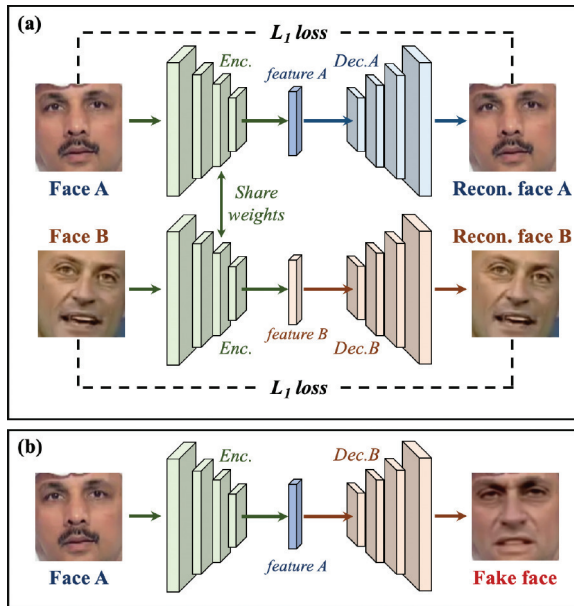 (a)
L1 loss
Enc.
feature A
Dec.A
Face A
Recon. face A
Share
weights
Face B
Recon. face B
Enc.
feature B
Dec.B
L1 loss
(b)
Enc.
Dec.B
Face A
feature A
Fake face